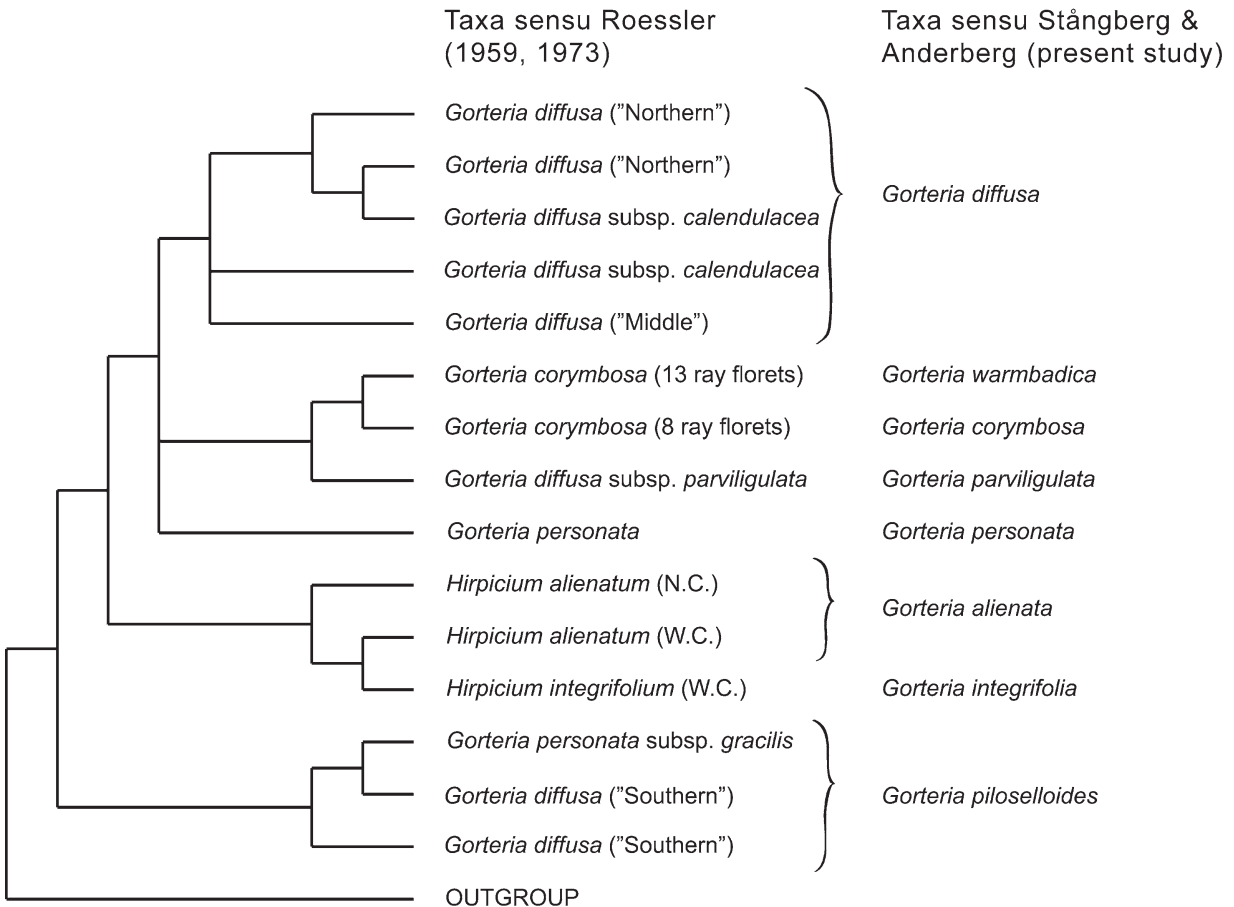 Taxa sensu Roessler
(1959, 1973)
Taxa sensu Stångberg &
Anderberg (present study)
Gorteria diffusa (”Northern”)
Gorteria diffusa (”Northern”)
Gorteria diffusa subsp. calendulacea
Gorteria diffusa
Gorteria diffusa subsp. calendulacea
Gorteria diffusa (”Middle”)
Gorteria corymbosa (13 ray florets) Gorteria warmbadica
Gorteria corymbosa (8 ray florets) Gorteria corymbosa
Gorteria diffusa subsp. parviligulata Gorteria parviligulata
Gorteria personata Gorteria personata
Hirpicium alienatum (N.C.)
Gorteria alienata
Hirpicium alienatum (W.C.)
Hirpicium integrifolium (W.C.) Gorteria integrifolia
Gorteria personata subsp. gracilis
Gorteria diffusa (”Southern”) Gorteria piloselloides
Gorteria diffusa (”Southern”)
OUTGROUP